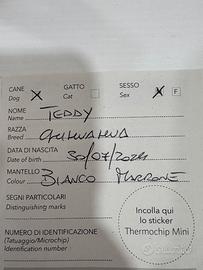 CANE GATTO SESSO
Dog X Cat Sex X F
NOME
Name TEDDY
RAZZA
Breed CHIHUAHUA
DATA DI NASCITA
Date of birth 30/07/2024
MANTELLO
Colour BIANCO MARRONE
SEGNI PARTICOLARI
Distinguishing marks
Incolla qui
lo sticker
Thermochip Mini
NUMERO DI IDENTIFICAZIONE
(Tatuaggio/Microchip)
Identification number